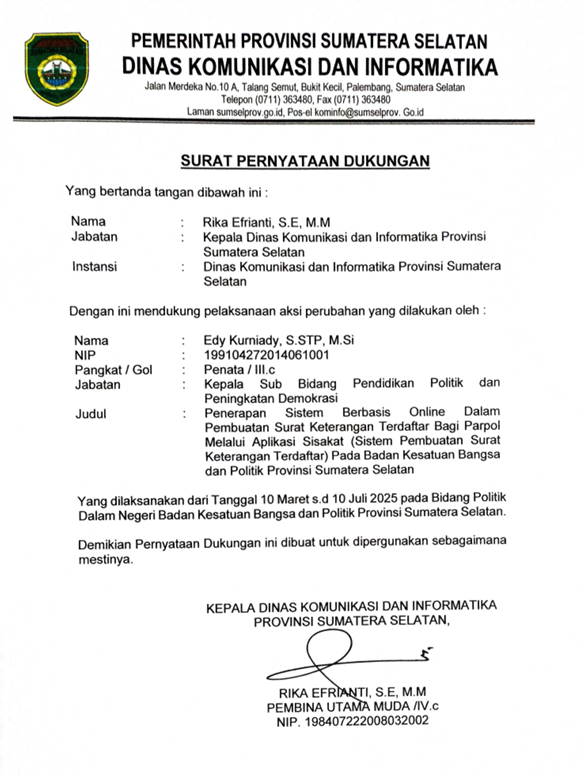 PEMERINTAH PROVINSI SUMATERA SELATAN
DINAS KOMUNIKASI DAN INFORMATIKA
Jalan Merdeka No.10 A, Talang Semut, Bukit Kecil, Palembang, Sumatera Selatan
Telepon (0711) 363480, Fax (0711) 363480
Laman sumselprov.go.id, Pos-el kominfo@sumselprov. Go.id
SURAT PERNYATAAN DUKUNGAN
Yang bertanda tangan dibawah ini :
Nama : Rika Efrianti, S.E, M.M
Jabatan : Kepala Dinas Komunikasi dan Informatika Provinsi
Sumatera Selatan
Instansi : Dinas Komunikasi dan Informatika Provinsi Sumatera
Selatan
Dengan ini mendukung pelaksanaan aksi perubahan yang dilakukan oleh :
Nama : Edy Kurniady, S.STP, M.Si
NIP : 199104272014061001
Pangkat / Gol : Penata / III.c
Jabatan : Kepala Sub Bidang Pendidikan Politik dan
Peningkatan Demokrasi
Judul : Penerapan Sistem Berbasis Online Dalam
Pembuatan Surat Keterangan Terdaftar Bagi Parpol
Melalui Aplikasi Sisakat (Sistem Pembuatan Surat
Keterangan Terdaftar) Pada Badan Kesatuan Bangsa
dan Politik Provinsi Sumatera Selatan
Yang dilaksanakan dari Tanggal 10 Maret s.d 10 Juli 2025 pada Bidang Politik
Dalam Negeri Badan Kesatuan Bangsa dan Politik Provinsi Sumatera Selatan.
Demikian Pernyataan Dukungan ini dibuat untuk dipergunakan sebagaimana
mestinya.
KEPALA DINAS KOMUNIKASI DAN INFORMATIKA
PROVINSI SUMATERA SELATAN,
RIKA EFRIANTI, S.E, M.M
PEMBINA UTAMA MUDA /IV.c
NIP. 198407222008032002